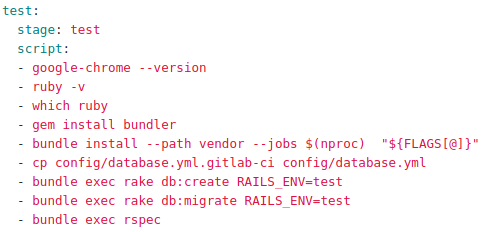 test:
  stage: test
  script:
  - google-chrome --version
  - ruby -v
  - which ruby
  - gem install bundler
  - bundle install --path vendor --jobs $(nproc)  "${FLAGS[@]}"
  - cp config/database.yml.gitlab-ci config/database.yml
  - bundle exec rake db:create RAILS_ENV=test
  - bundle exec rake db:migrate RAILS_ENV=test
  - bundle exec rspec